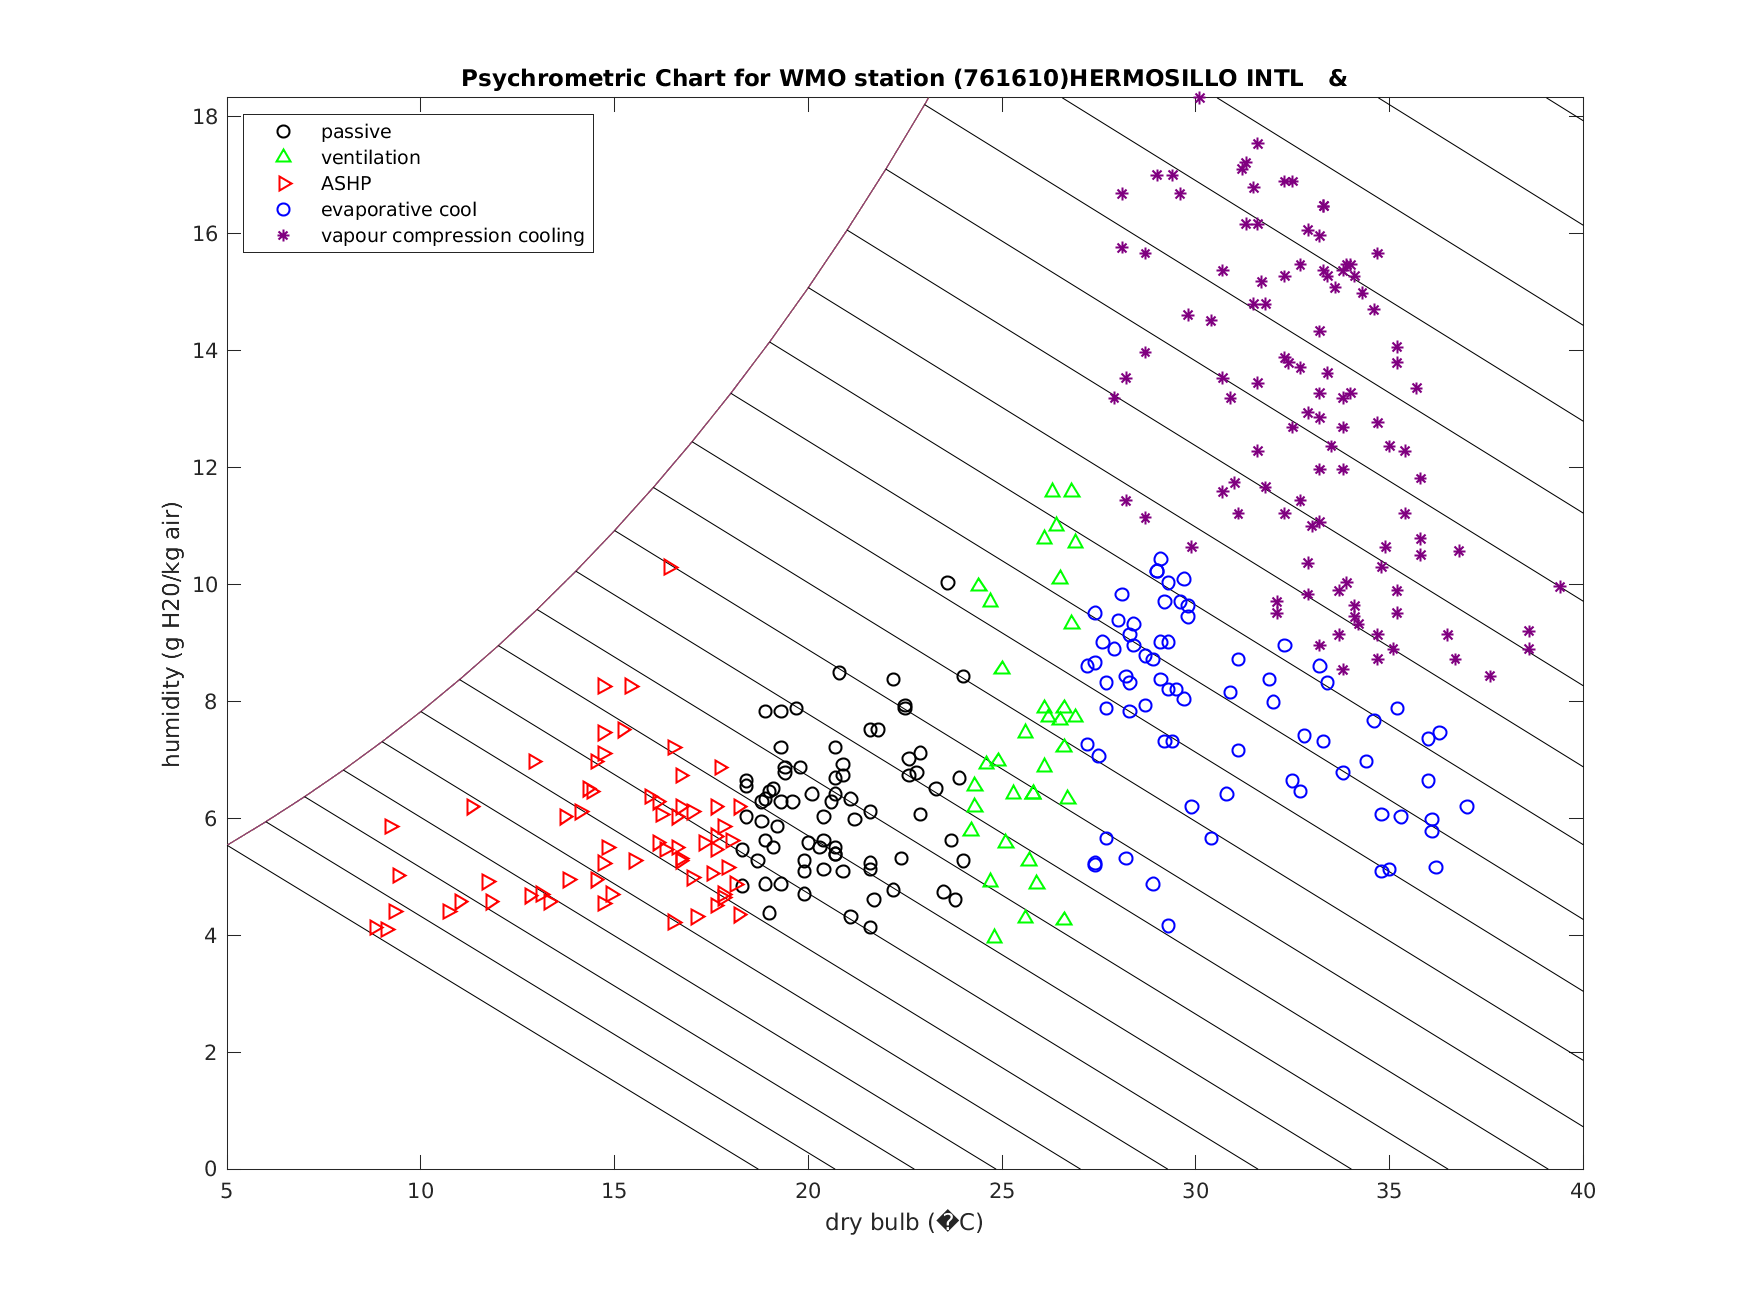 Psychrometric Chart for WMO station (761610)HERMOSILLO INTL &
passive
ventilation
ASHP
evaporative cool
vapour compression cooling
humidity (g H20/kg air)
18
16
14
12
10
8
6
4
2
0
5 10 15 20 25 30 35 40
dry bulb (�C)